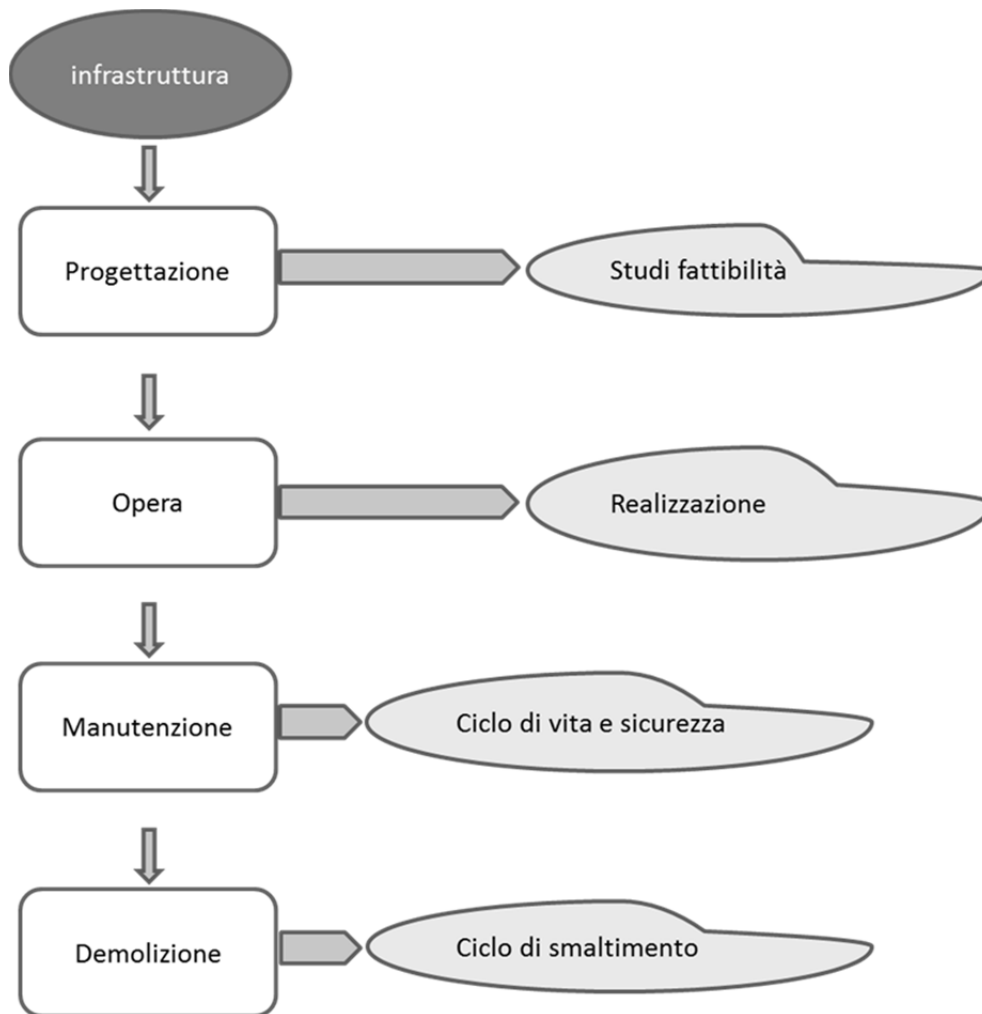 infrastruttura
Progettazione
Studi fattibilità
Opera
Realizzazione
Manutenzione
Ciclo di vita e sicurezza
Demolizione
Ciclo di smaltimento